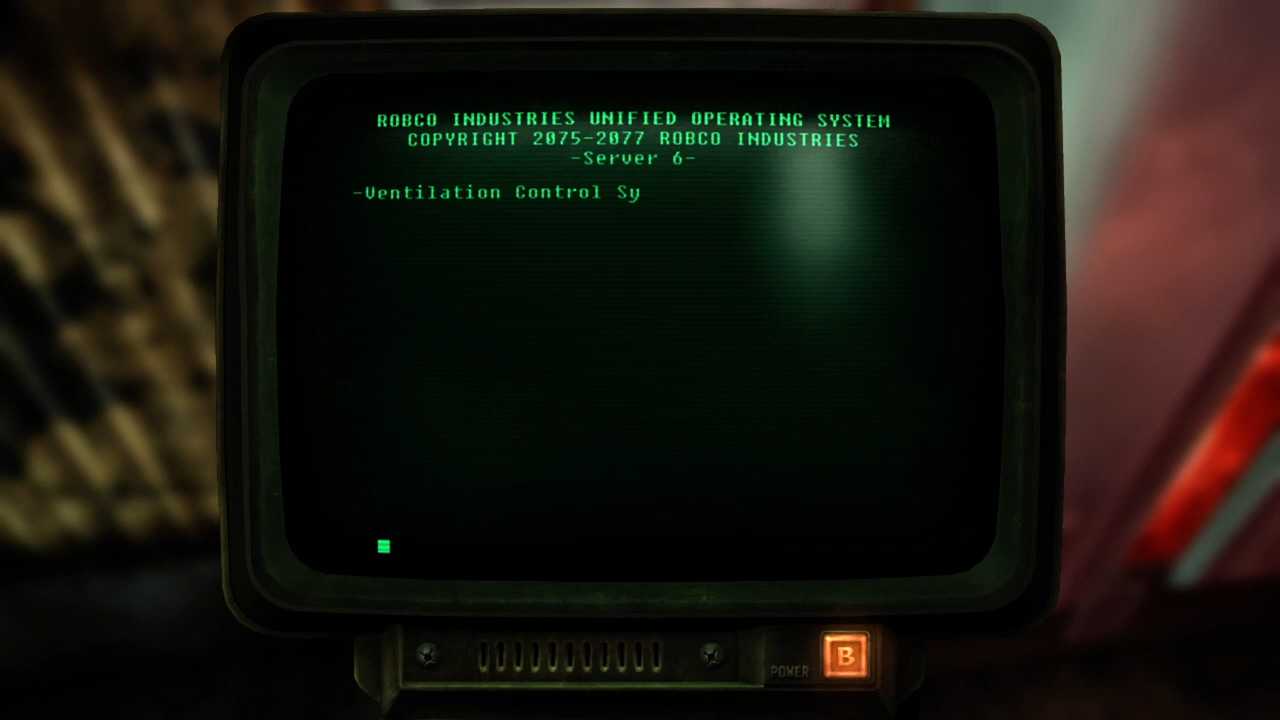 ROBCO INDUSTRIES UNIFIED OPERATING SYSTEM
COPYRIGHT 2075-2077 ROBCO INDUSTRIES
-Server 6-
-Ventilation Control Sy
POWER
B